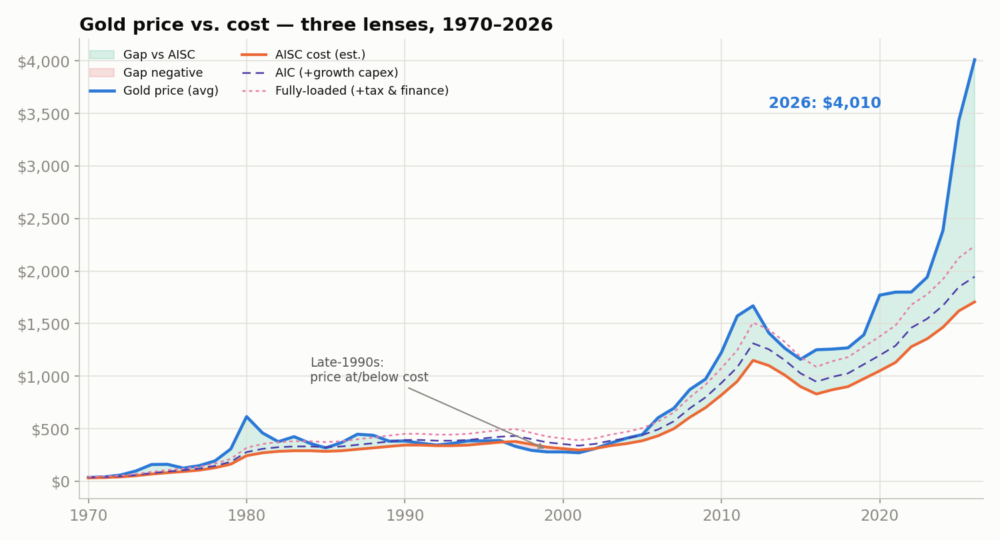 Gold price vs. cost — three lenses, 1970–2026
Gap vs AISC
Gap negative
Gold price (avg)
AISC cost (est.)
AIC (+growth capex)
Fully-loaded (+tax & finance)
2026: $4,010
Late-1990s:
price at/below cost
$4,000
$3,500
$3,000
$2,500
$2,000
$1,500
$1,000
$500
$0
1970
1980
1990
2000
2010
2020